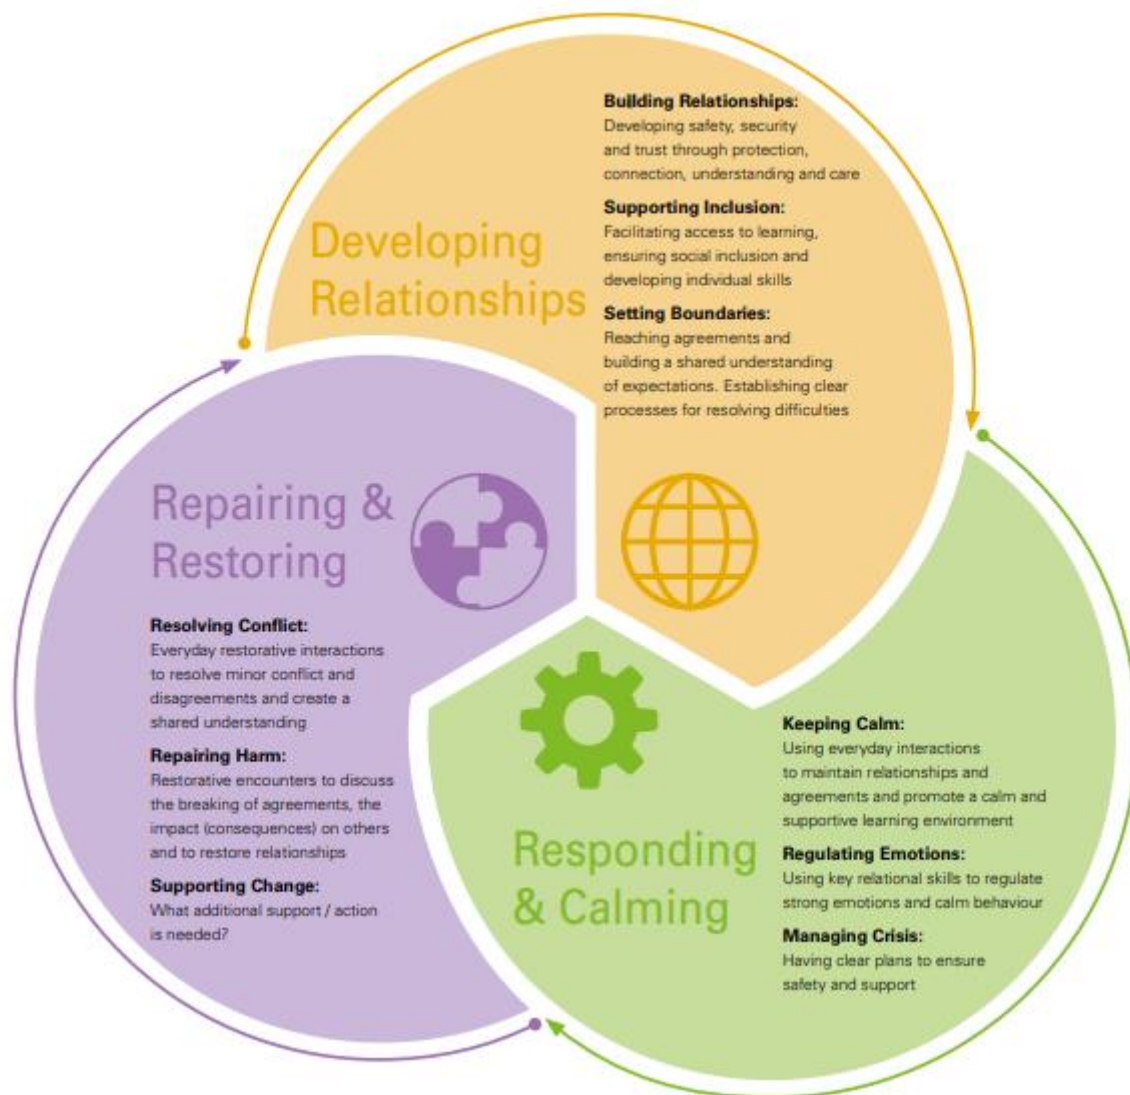 Developing
Relationships
Building Relationships:
Developing safety, security
and trust through protection,
connection, understanding and care
Supporting Inclusion:
Facilitating access to learning,
ensuring social inclusion and
developing individual skills
Setting Boundaries:
Reaching agreements and
building a shared understanding
of expectations. Establishing clear
processes for resolving difficulties
Responding
& Calming
Keeping Calm:
Using everyday interactions
to maintain relationships and
agreements and promote a calm and
supportive learning environment
Regulating Emotions:
Using key relational skills to regulate
strong emotions and calm behaviour
Managing Crisis:
Having clear plans to ensure
safety and support
Repairing &
Restoring
Resolving Conflict:
Everyday restorative interactions
to resolve minor conflict and
disagreements and create a
shared understanding
Repairing Harm:
Restorative encounters to discuss
the breaking of agreements, the
impact (consequences) on others
and to restore relationships
Supporting Change:
What additional support / action
is needed?